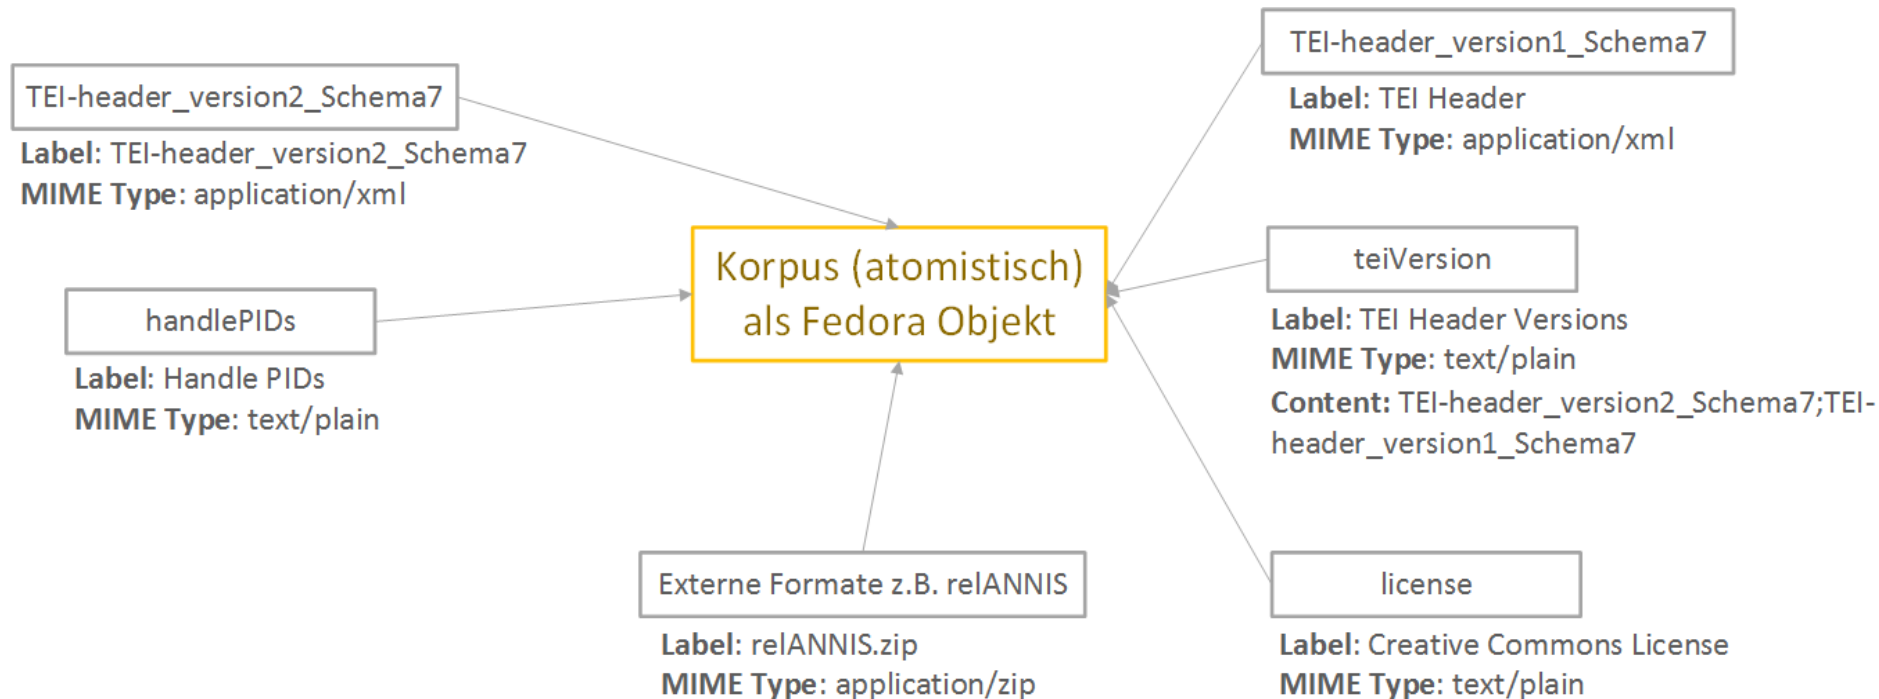 TEI-header_version2_Schema7
Label: TEI-header_version2_Schema7
MIME Type: application/xml
handlePIDs
Label: Handle PIDs
MIME Type: text/plain
Korpus (atomistisch)
als Fedora Objekt
Externe Formate z.B. relANNIS
Label: relANNIS.zip
MIME Type: application/zip
TEI-header_version1_Schema7
Label: TEI Header
MIME Type: application/xml
teiVersion
Label: TEI Header Versions
MIME Type: text/plain
Content: TEI-header_version2_Schema7;TEI-
header_version1_Schema7
license
Label: Creative Commons License
MIME Type: text/plain